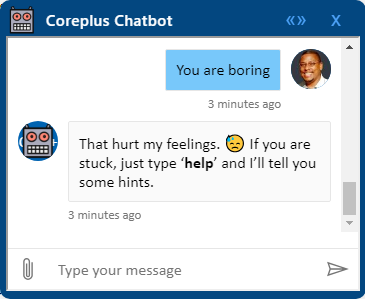 Coreplus Chatbot «» X
You are boring
3 minutes ago
That hurt my feelings. 😓 If you are
stuck, just type ‘help’ and I’ll tell you
some hints.
3 minutes ago
Type your message